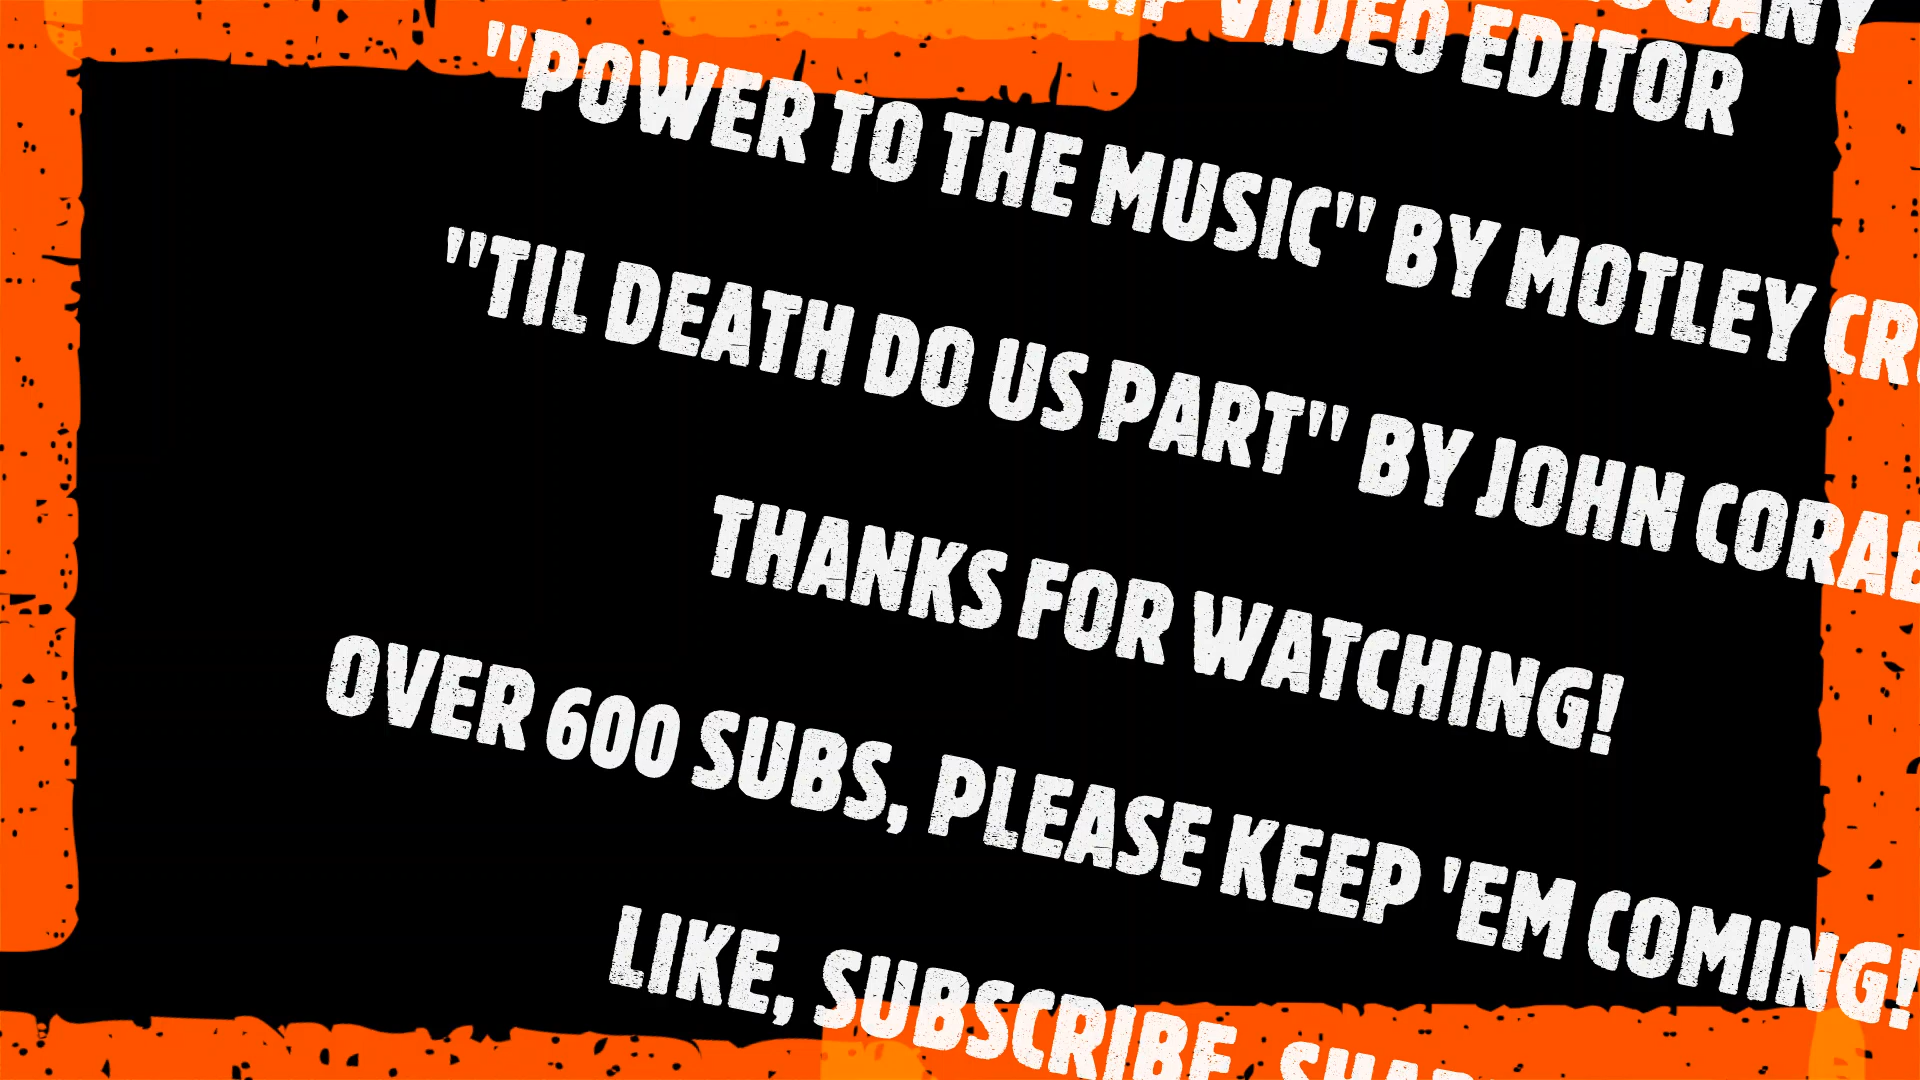 VIDEO EDITOR
"POWER TO THE MUSIC" BY MOTLEY
"TIL DEATH DO US PART" BY JOHN
THANKS FOR WATCHING!
OVER 600 SUBS, PLEASE KEEP 'EM COMING!
LIKE, SUBSCRIBE,